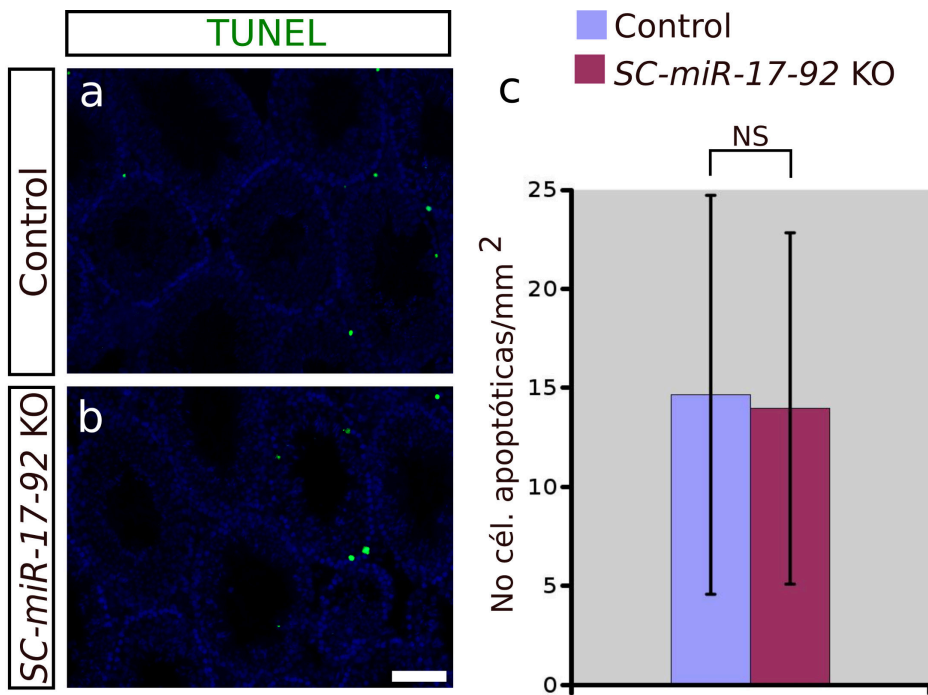 TUNEL
Control
SC-miR-17-92 KO
a
b
c
Control
SC-miR-17-92 KO
NS
No cél. apoptóticas/mm 2
25
20
15
10
5
0